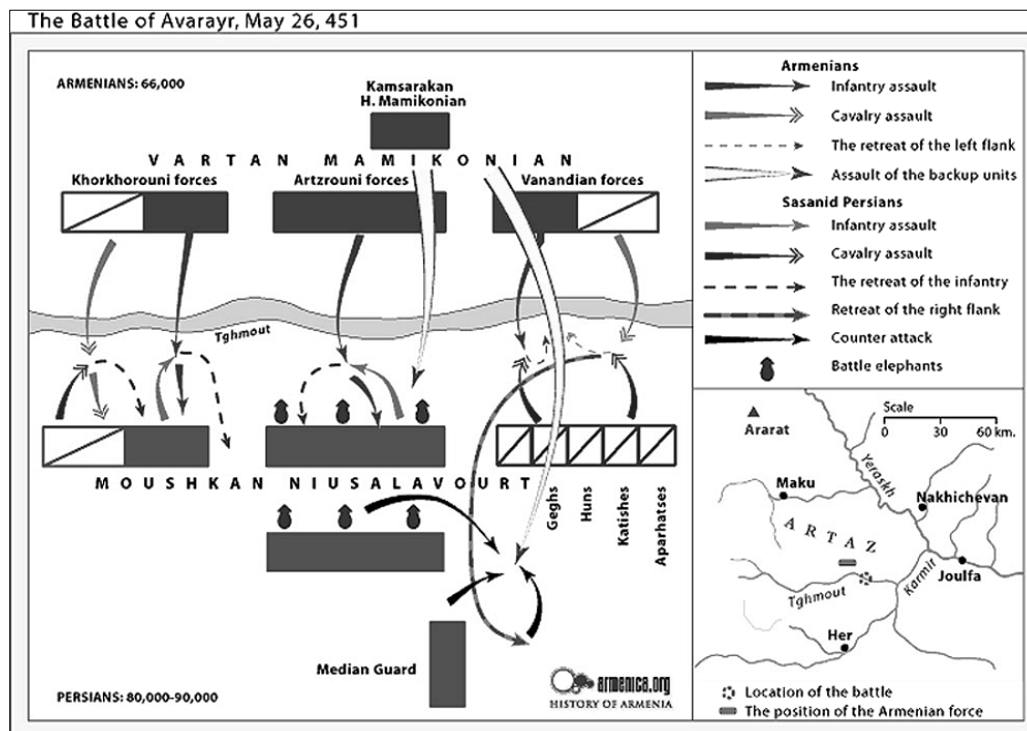 The Battle of Avarayr, May 26, 451
ARMENIANS: 66,000
Kamsarakan
H. Mamikonian
VARTAN MAMIKONIAN
Khorkhorouni forces
Artzrouni forces
Vanandian forces
Tghmout
MOUSHKAN NIUSALAVOURT
Geghs
Huns
Katishes
Aparhatses
Median Guard
PERSIANS: 80,000-90,000
armenica.org
HISTORY OF ARMENIA
Armenians
Infantry assault
Cavalry assault
The retreat of the left flank
Assault of the backup units
Sasanid Persians
Infantry assault
Cavalry assault
The retreat of the infantry
Retreat of the right flank
Counter attack
Battle elephants
Ararat
Scale
0 30 60 km.
Yeraskh
Maku
Nakhichevan
ARTAZ
Joulfa
Karmir
Tghmout
Her
Location of the battle
The position of the Armenian force